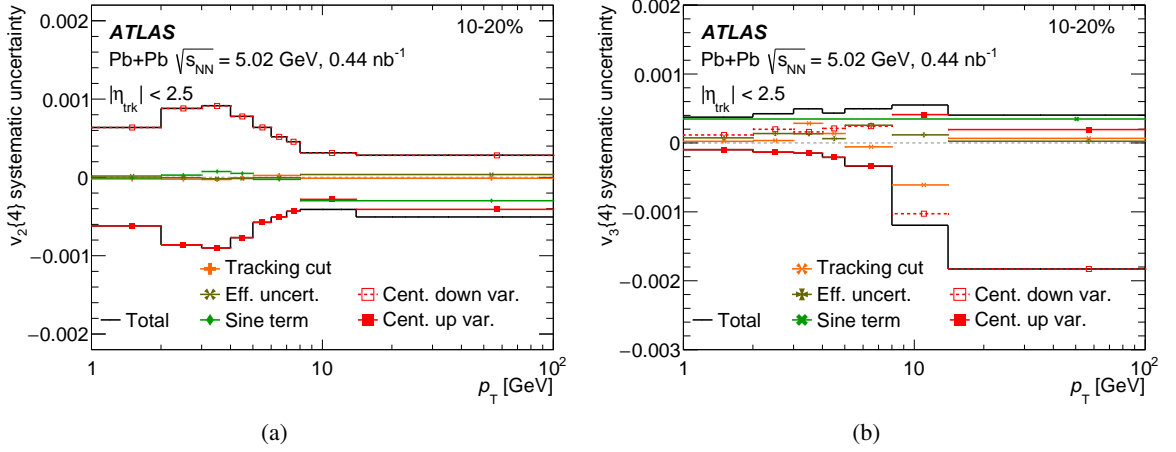 0.002
0.001
0
−0.001
−0.002
v₂{4} systematic uncertainty
ATLAS 10-20%
Pb+Pb √sNN = 5.02 GeV, 0.44 nb⁻¹
|ηtrk| < 2.5
Tracking cut
Eff. uncert. Cent. down var.
Total Sine term Cent. up var.
1 10 10²
pT [GeV]
(a)
0.002
0.001
0
−0.001
−0.002
−0.003
v₃{4} systematic uncertainty
ATLAS 10-20%
Pb+Pb √sNN = 5.02 GeV, 0.44 nb⁻¹
|ηtrk| < 2.5
Tracking cut
Eff. uncert. Cent. down var.
Total Sine term Cent. up var.
1 10 10²
pT [GeV]
(b)